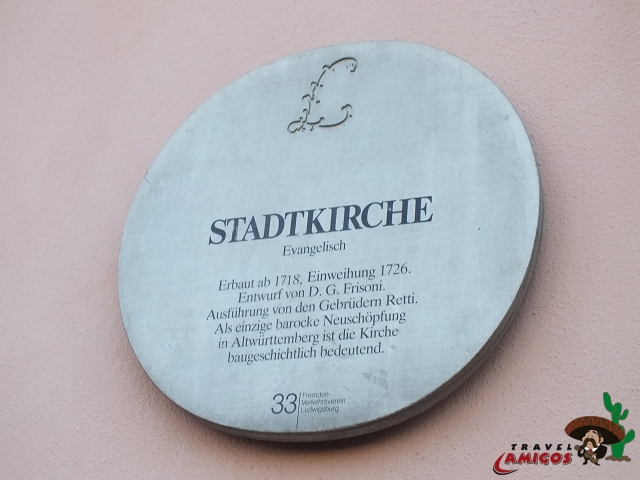 L
STADTKIRCHE
Evangelisch
Erbaut ab 1718, Einweihung 1726.
Entwurf von D. G. Frisoni.
Ausführung von den Gebrüdern Retti.
Als einzige barocke Neuschöpfung
in Altwürttemberg ist die Kirche
baugeschichtlich bedeutend.
33
Fremden-
Verkehrsverein
Ludwigsburg
TRAVEL
AMIGOS